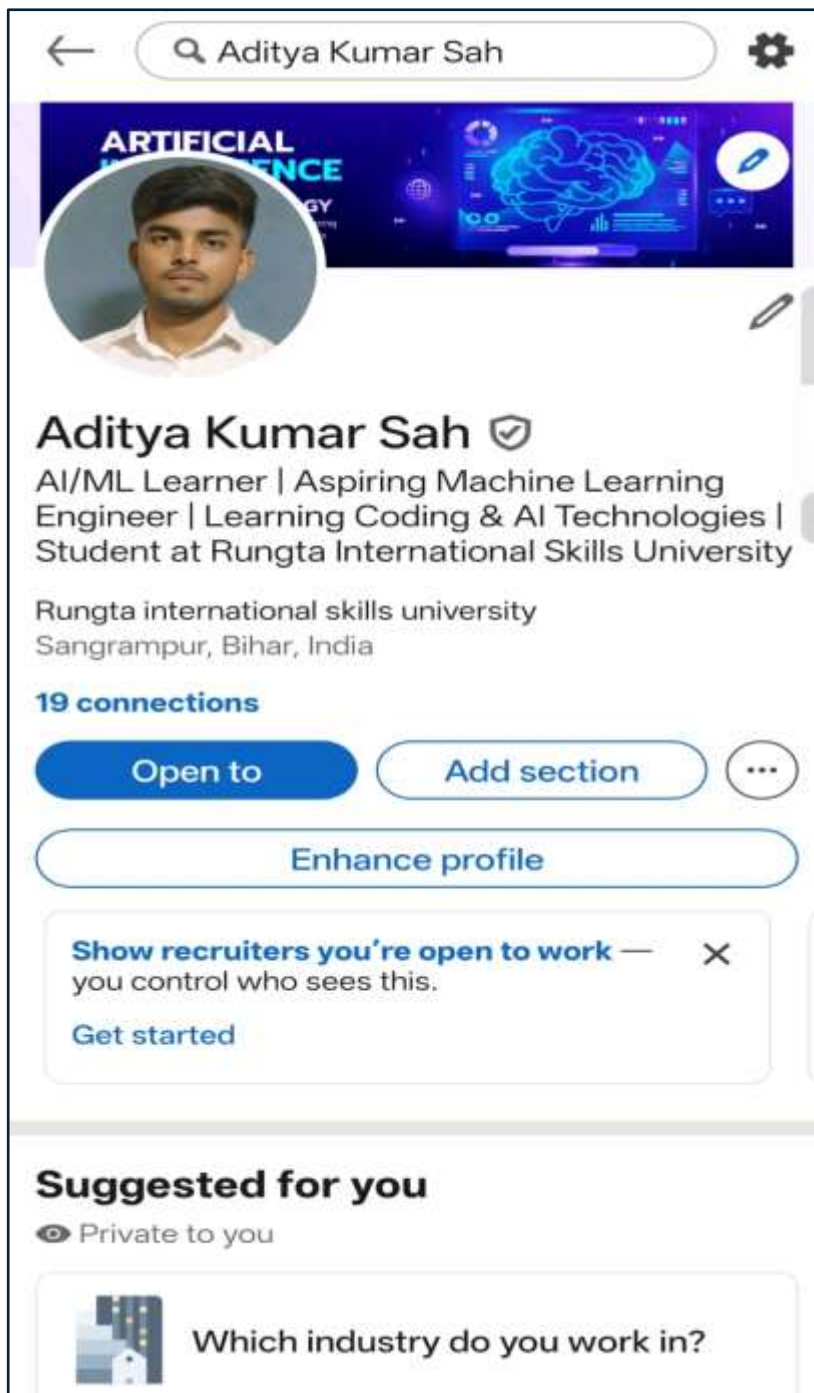 Aditya Kumar Sah
ARTIFICIAL
Aditya Kumar Sah
AI/ML Learner | Aspiring Machine Learning
Engineer | Learning Coding & AI Technologies |
Student at Rungta International Skills University
Rungta international skills university
Sangrampur, Bihar, India
19 connections
Open to
Add section
Enhance profile
Show recruiters you're open to work —
you control who sees this.
Get started
Suggested for you
Private to you
Which industry do you work in?